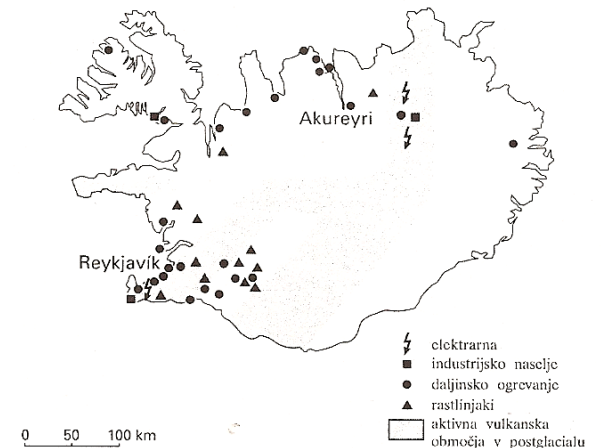 Akureyri
Reykjavík
elektrarna
industrijsko naselje
daljinsko ogrevanje
rastlinjaki
aktivna vulkanska
območja v postglacialu
0 50 100 km